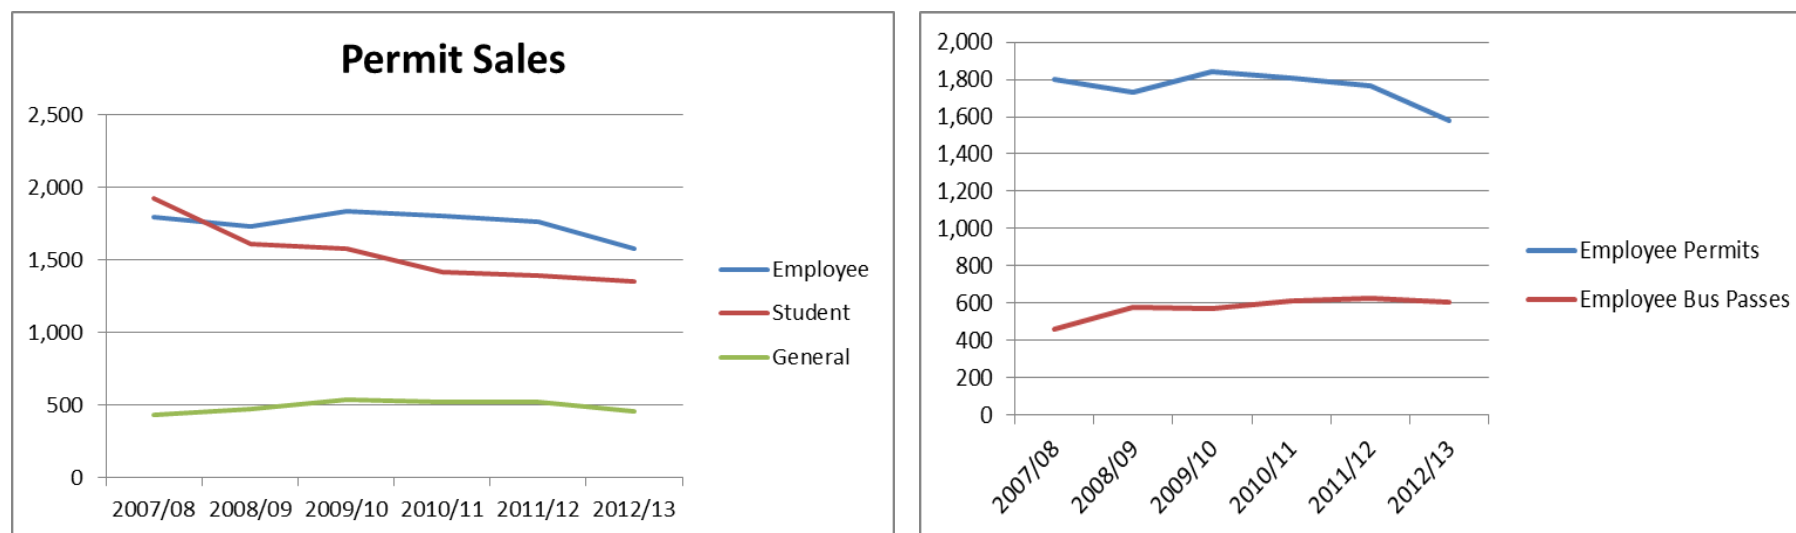 Permit Sales
2,500
2,000
1,500
1,000
500
0
2007/08 2008/09 2009/10 2010/11 2011/12 2012/13
Employee
Student
General
2,000
1,800
1,600
1,400
1,200
1,000
800
600
400
200
0
2007/08 2008/09 2009/10 2010/11 2011/12 2012/13
Employee Permits
Employee Bus Passes